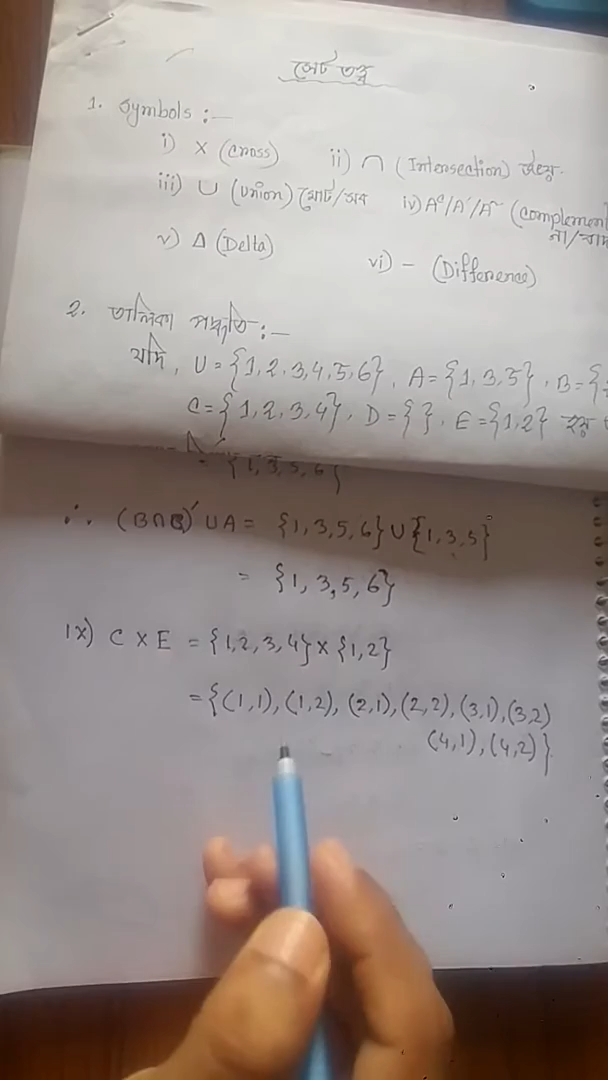 সেট তত্ত্ব
1. Symbols :—
i) × (Cross) ii) ∩ (Intersection)
iii) ∪ (Union) মোট/সব iv) Aᶜ/A′/A⁻ (Complement
না/বাদ
v) Δ (Delta) vi) – (Difference)
2. তালিকা পদ্ধতি :—
যদি, U = {1,2,3,4,5,6}, A = {1,3,5}, B = {
C = {1,2,3,4}, D = { }, E = {1,2} হয়
= {1,3,5,6}
∴ (B∩C)′ ∪ A = {1,3,5,6} ∪ {1,3,5}
= {1,3,5,6}
ix) C × E = {1,2,3,4} × {1,2}
= {(1,1), (1,2), (2,1), (2,2), (3,1), (3,2)
(4,1), (4,2)}